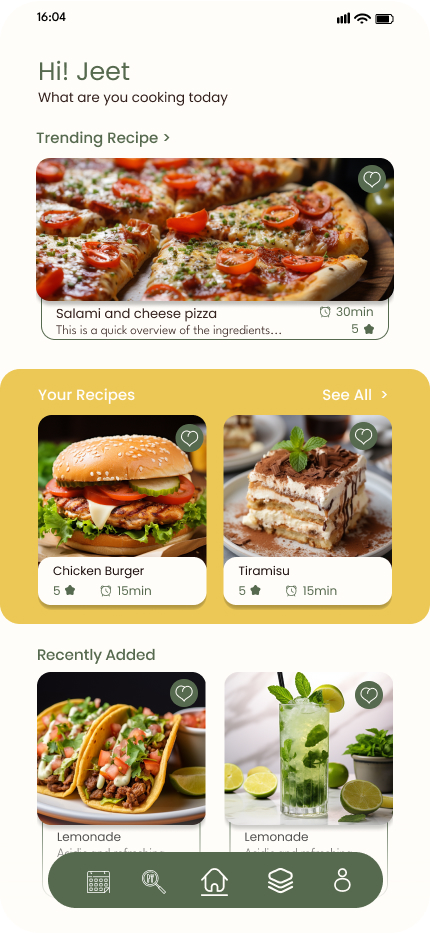 16:04
Hi! Jeet
What are you cooking today
Trending Recipe >
Salami and cheese pizza
30min
This is a quick overview of the ingredients...
5
Your Recipes
See All >
Chicken Burger
5 15min
Tiramisu
5 15min
Recently Added
Lemonade
Lemonade